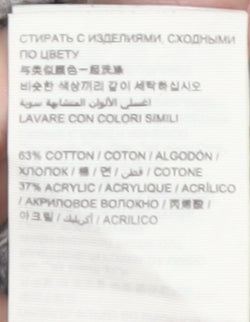 СТИРАТЬ С ИЗДЕЛИЯМИ, СХОДНЫМИ
ПО ЦВЕТУ
与类似颜色一起洗涤
비슷한 색상끼리 같이 세탁하십시오
اغسلي الألوان المتشابهة سوية
LAVARE CON COLORI SIMILI
63% COTTON / COTON / ALGODÓN /
ХЛОПОК / 棉 / 면 / قطن / COTONE
37% ACRYLIC / ACRYLIQUE / ACRÍLICO
/ АКРИЛОВОЕ ВОЛОКНО / 丙烯酸 /
아크릴 / أكريليك / ACRILICO